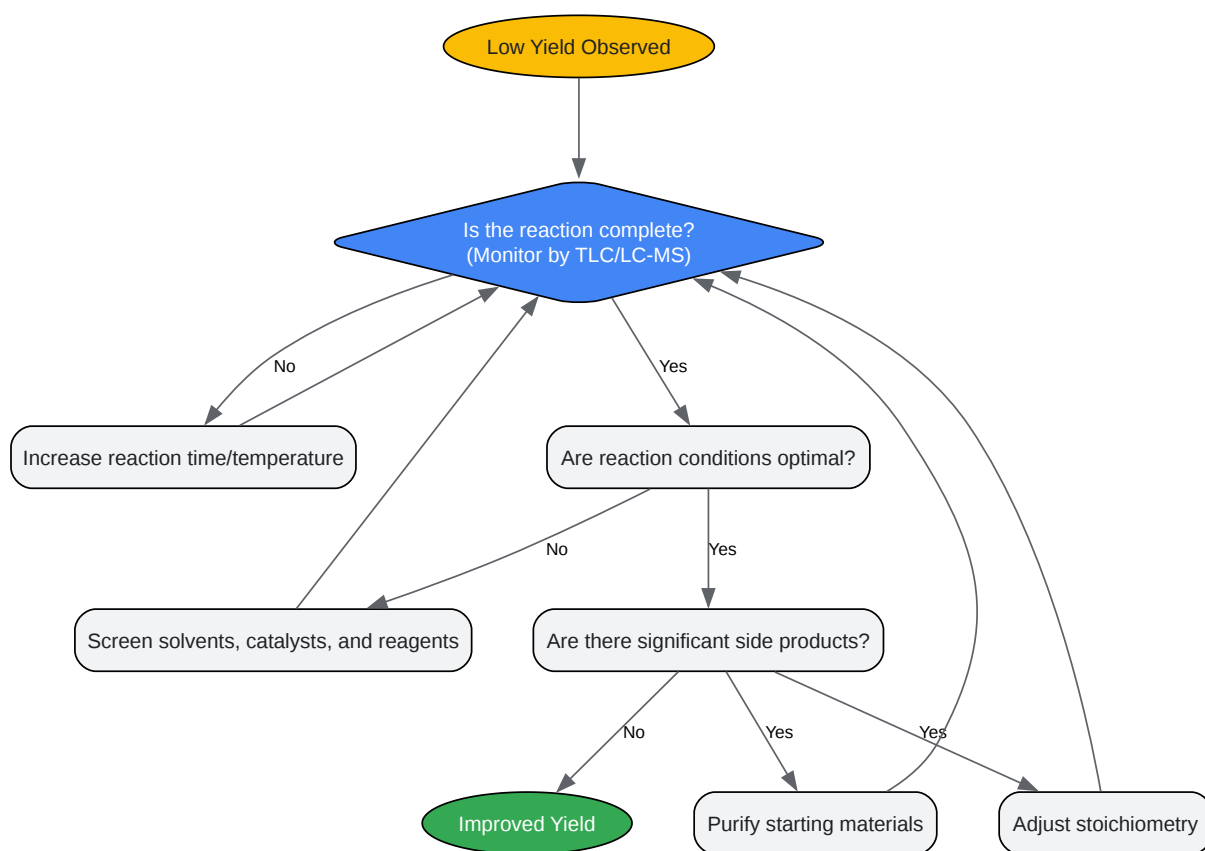 Low Yield Observed
Is the reaction complete?
(Monitor by TLC/LC-MS)
No
Yes
Increase reaction time/temperature
Are reaction conditions optimal?
No
Yes
Screen solvents, catalysts, and reagents
Are there significant side products?
No
Yes
Yes
Improved Yield
Purify starting materials
Adjust stoichiometry